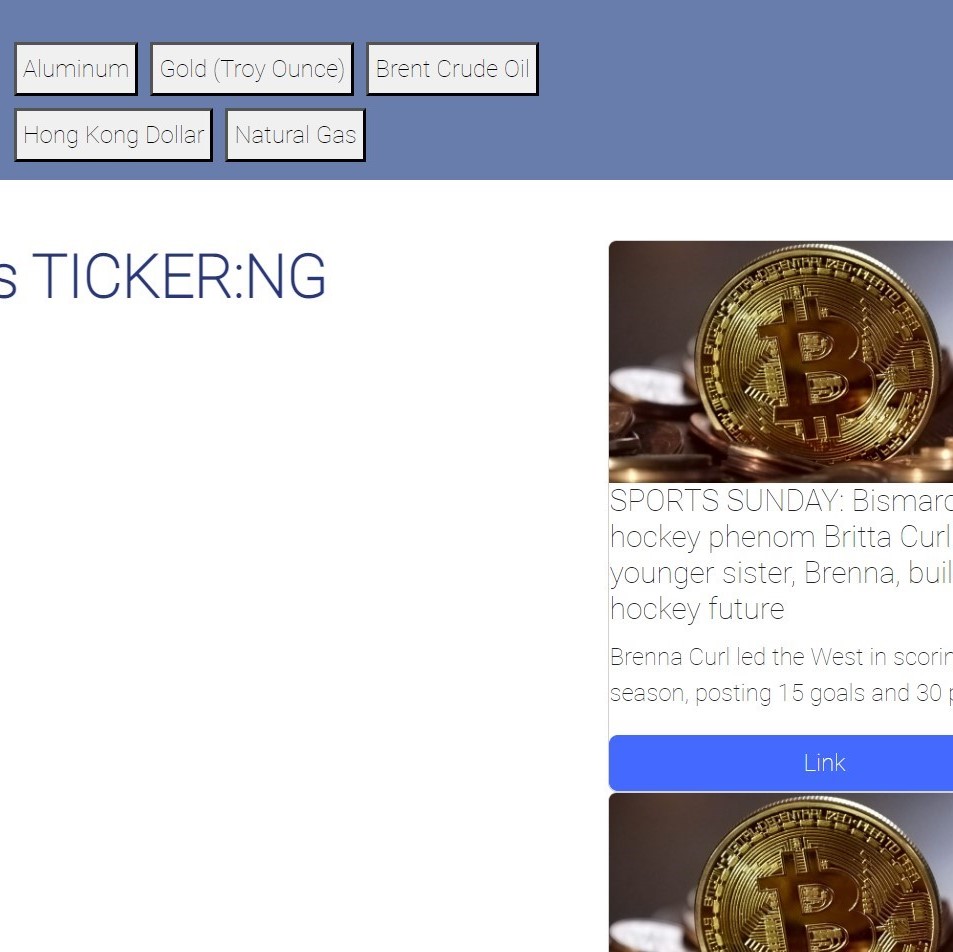 Aluminum Gold (Troy Ounce) Brent Crude Oil
Hong Kong Dollar Natural Gas
s TICKER:NG
SPORTS SUNDAY: Bismarc
hockey phenom Britta Curl
younger sister, Brenna, buil
hockey future
Brenna Curl led the West in scorin
season, posting 15 goals and 30 p
Link